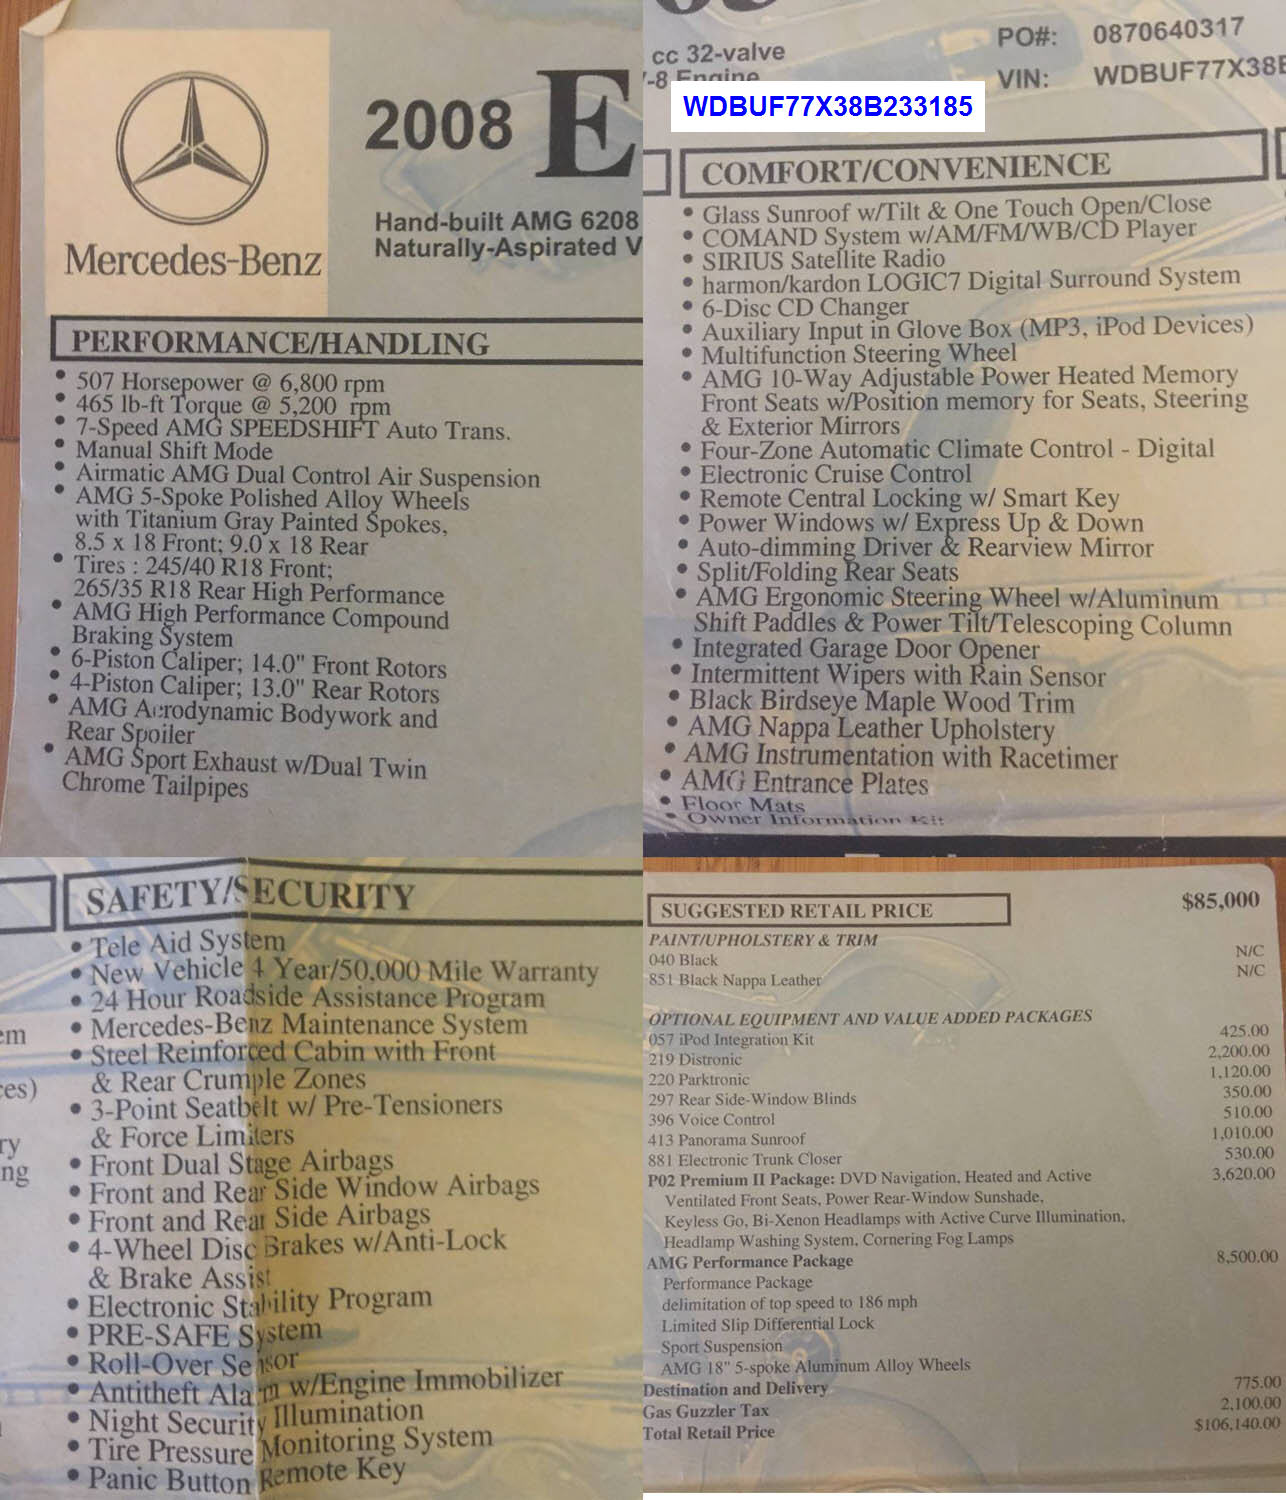 Mercedes-Benz
2008 E
Hand-built AMG 6208
Naturally-Aspirated V
PERFORMANCE/HANDLING
• 507 Horsepower @ 6,800 rpm
• 465 lb-ft Torque @ 5,200 rpm
• 7-Speed AMG SPEEDSHIFT Auto Trans.
• Manual Shift Mode
• Airmatic AMG Dual Control Air Suspension
• AMG 5-Spoke Polished Alloy Wheels
with Titanium Gray Painted Spokes,
8.5 x 18 Front; 9.0 x 18 Rear
• Tires : 245/40 R18 Front;
265/35 R18 Rear High Performance
• AMG High Performance Compound
Braking System
• 6-Piston Caliper; 14.0" Front Rotors
• 4-Piston Caliper; 13.0" Rear Rotors
• AMG Aerodynamic Bodywork and
Rear Spoiler
• AMG Sport Exhaust w/Dual Twin
Chrome Tailpipes
cc 32-valve
-8 Engine
PO#: 0870640317
VIN: WDBUF77X38B
WDBUF77X38B233185
COMFORT/CONVENIENCE
• Glass Sunroof w/Tilt & One Touch Open/Close
• COMAND System w/AM/FM/WB/CD Player
• SIRIUS Satellite Radio
• harmon/kardon LOGIC7 Digital Surround System
• 6-Disc CD Changer
• Auxiliary Input in Glove Box (MP3, iPod Devices)
• Multifunction Steering Wheel
• AMG 10-Way Adjustable Power Heated Memory
Front Seats w/Position memory for Seats, Steering
& Exterior Mirrors
• Four-Zone Automatic Climate Control - Digital
• Electronic Cruise Control
• Remote Central Locking w/ Smart Key
• Power Windows w/ Express Up & Down
• Auto-dimming Driver & Rearview Mirror
• Split/Folding Rear Seats
• AMG Ergonomic Steering Wheel w/Aluminum
Shift Paddles & Power Tilt/Telescoping Column
• Integrated Garage Door Opener
• Intermittent Wipers with Rain Sensor
• Black Birdseye Maple Wood Trim
• AMG Nappa Leather Upholstery
• AMG Instrumentation with Racetimer
• AMG Entrance Plates
• Floor Mats
• Owner Information Kit
SAFETY/SECURITY
• Tele Aid System
• New Vehicle 4 Year/50,000 Mile Warranty
• 24 Hour Roadside Assistance Program
• Mercedes-Benz Maintenance System
• Steel Reinforced Cabin with Front
& Rear Crumple Zones
• 3-Point Seatbelt w/ Pre-Tensioners
& Force Limiters
• Front Dual Stage Airbags
• Front and Rear Side Window Airbags
• Front and Rear Side Airbags
• 4-Wheel Disc Brakes w/Anti-Lock
& Brake Assist
• Electronic Stability Program
• PRE-SAFE System
• Roll-Over Sensor
• Antitheft Alarm w/Engine Immobilizer
• Night Security Illumination
• Tire Pressure Monitoring System
• Panic Button Remote Key
em
ces)
ry
ng
SUGGESTED RETAIL PRICE $85,000
PAINT/UPHOLSTERY & TRIM
040 Black N/C
851 Black Nappa Leather N/C
OPTIONAL EQUIPMENT AND VALUE ADDED PACKAGES
057 iPod Integration Kit 425.00
219 Distronic 2,200.00
220 Parktronic 1,120.00
297 Rear Side-Window Blinds 350.00
396 Voice Control 510.00
413 Panorama Sunroof 1,010.00
881 Electronic Trunk Closer 530.00
P02 Premium II Package: DVD Navigation, Heated and Active 3,620.00
Ventilated Front Seats, Power Rear-Window Sunshade,
Keyless Go, Bi-Xenon Headlamps with Active Curve Illumination,
Headlamp Washing System, Cornering Fog Lamps
AMG Performance Package 8,500.00
Performance Package
delimitation of top speed to 186 mph
Limited Slip Differential Lock
Sport Suspension
AMG 18" 5-spoke Aluminum Alloy Wheels
Destination and Delivery 775.00
Gas Guzzler Tax 2,100.00
Total Retail Price $106,140.00